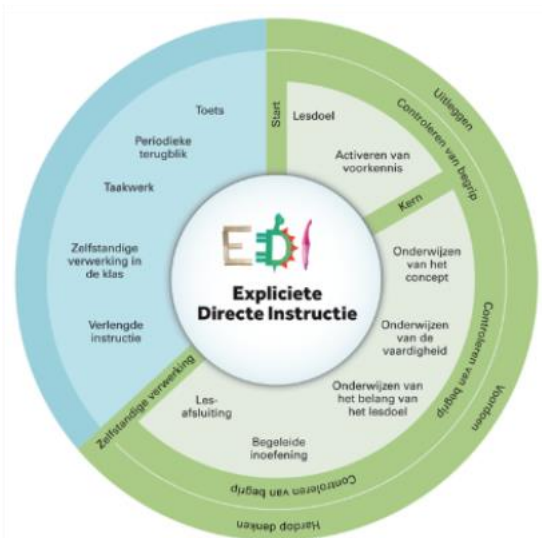 EDI
Expliciete
Directe Instructie
Start
Lesdoel
Activeren van
voorkennis
Kern
Onderwijzen
van het
concept
Onderwijzen
van de
vaardigheid
Onderwijzen van
het belang van
het lesdoel
Begeleide
inoefening
Les-
afsluiting
Zelfstandige verwerking
Verlengde
instructie
Zelfstandige
verwerking in
de klas
Taakwerk
Periodieke
terugblik
Toets
Controleren van begrip
Controleren van begrip
Controleren van begrip
Uitleggen
Voordoen
Hardop denken